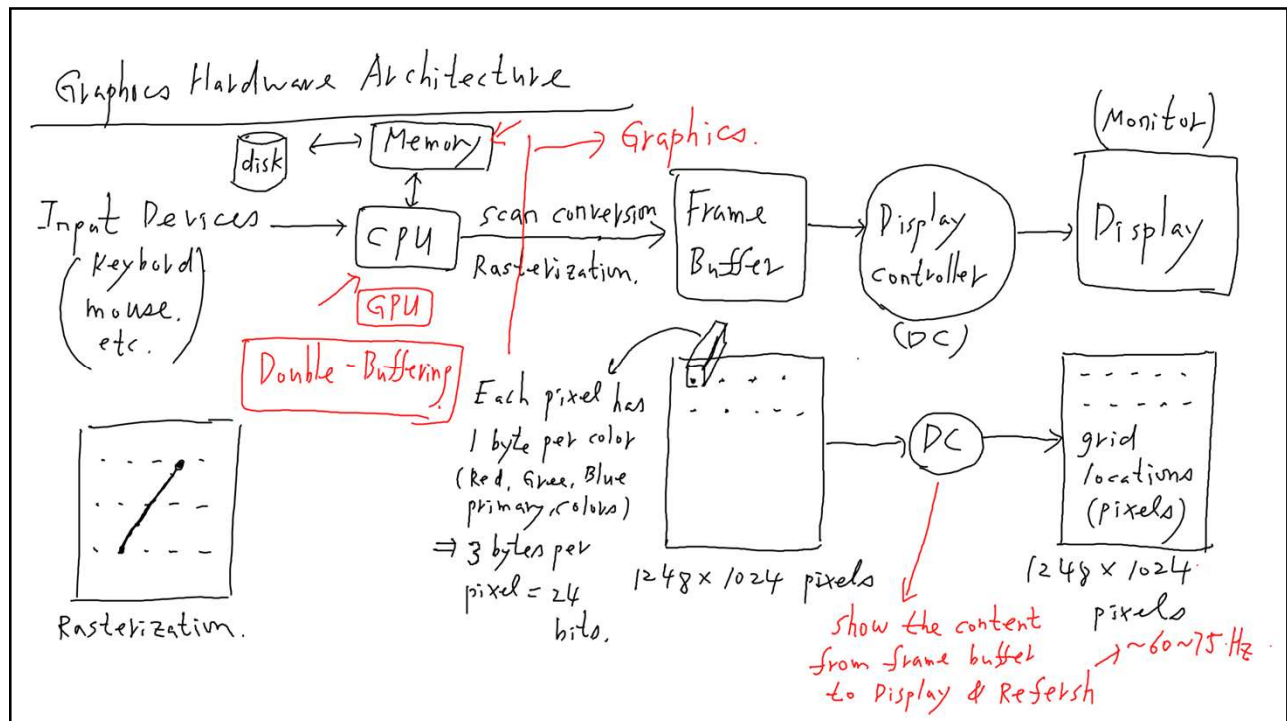 Graphics Hardware Architecture
disk
Memory
Graphics.
(Monitor)
Input Devices
(Keybord
mouse.
etc.)
CPU
scan conversion
Rasterization.
Frame
Buffer
Display
controller
(DC)
Display
GPU
Double-Buffering
Each pixel has
1 byte per color
(Red, Gree, Blue
primary, colors)
⇒ 3 bytes per
pixel = 24
bits.
DC
grid
locations
(pixels)
1248 × 1024 pixels
1248 × 1024
pixels
Rasterization.
show the content
from frame buffer
to Display & Refersh
~60~75 Hz